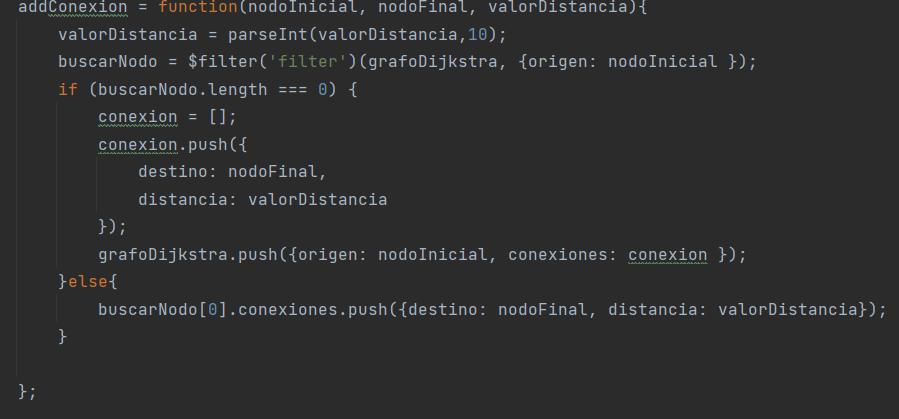 addConexion = function(nodoInicial, nodoFinal, valorDistancia){
    valorDistancia = parseInt(valorDistancia,10);
    buscarNodo = $filter('filter')(grafoDijkstra, {origen: nodoInicial });
    if (buscarNodo.length === 0) {
        conexion = [];
        conexion.push({
            destino: nodoFinal,
            distancia: valorDistancia
        });
        grafoDijkstra.push({origen: nodoInicial, conexiones: conexion });
    }else{
        buscarNodo[0].conexiones.push({destino: nodoFinal, distancia: valorDistancia});
    }
};